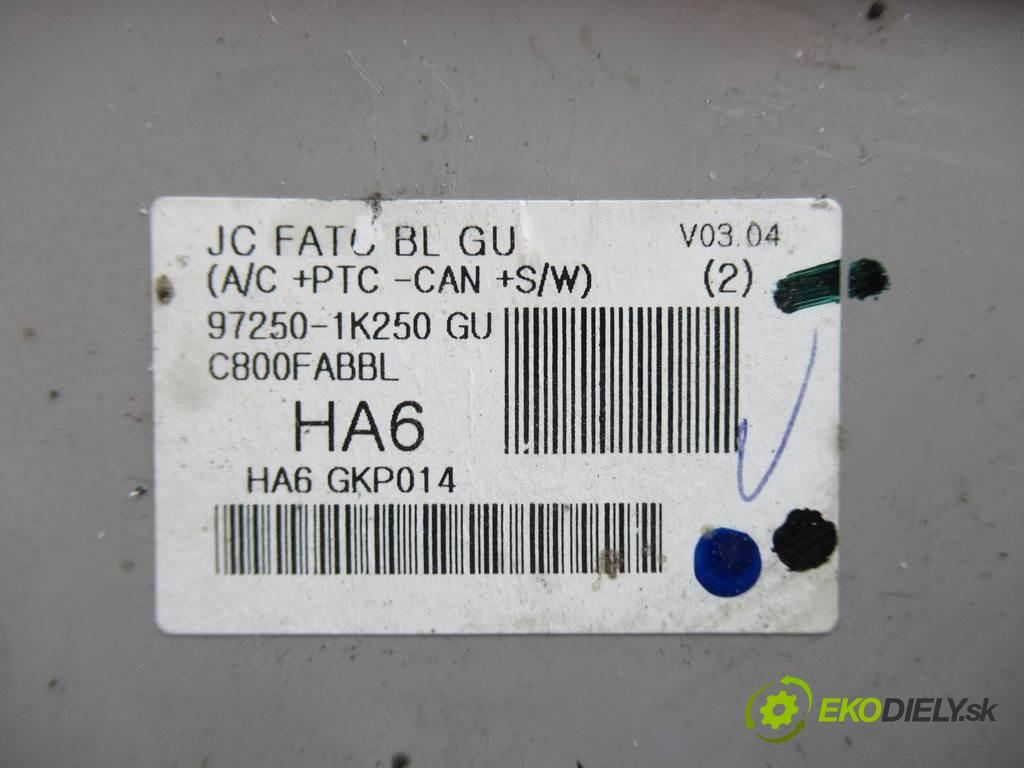 JC FATC BL GU
V03.04
(A/C +PTC -CAN +S/W)
(2)
97250-1K250 GU
C800FABBL
HA6
HA6 GKP014
EKODIELY.sk